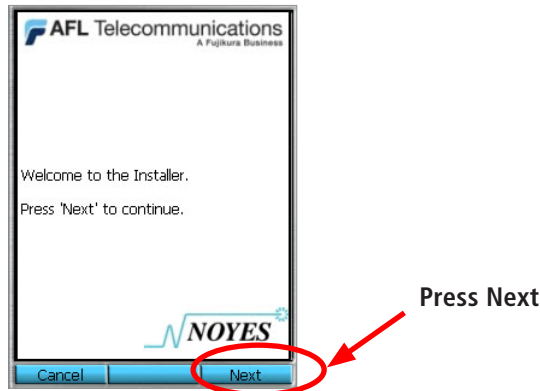 AFL Telecommunications
A Fujikura Business
Welcome to the Installer.
Press 'Next' to continue.
Press Next
NOYES
Cancel
Next